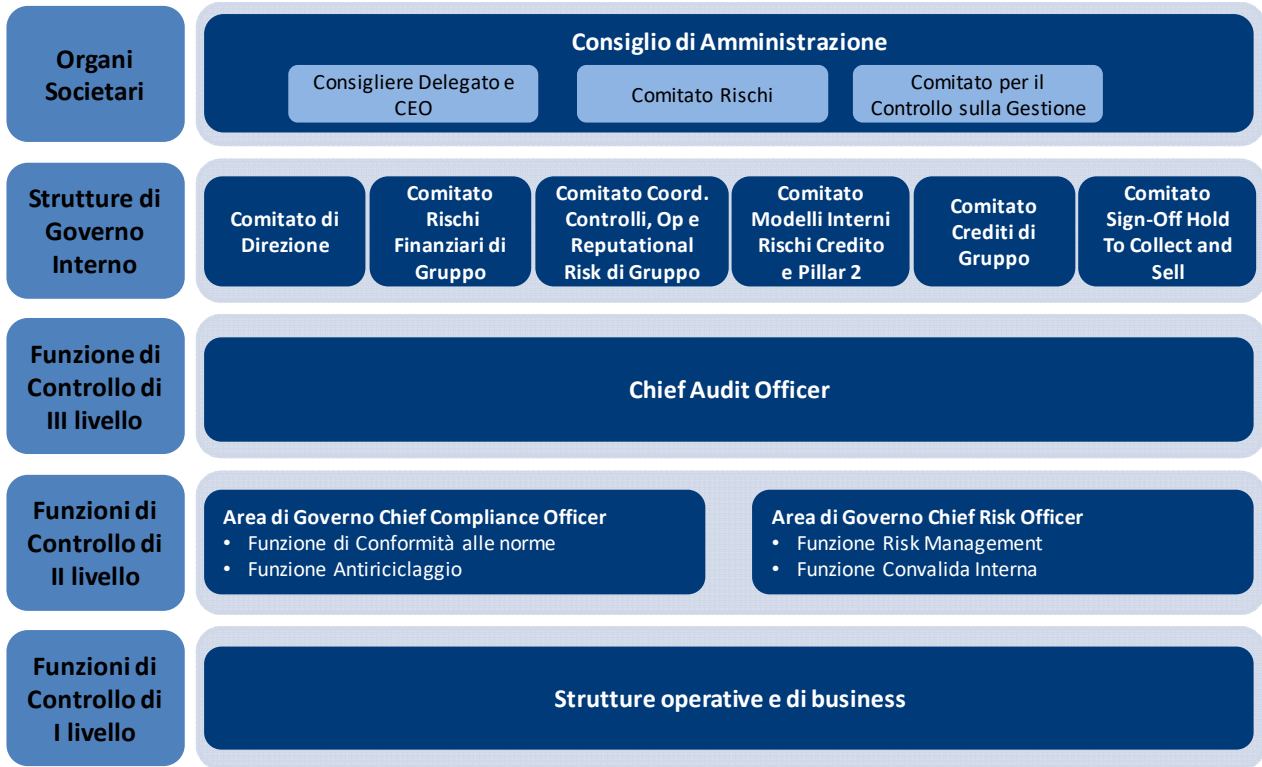 Organi
Societari
Consiglio di Amministrazione
Consigliere Delegato e
CEO
Comitato Rischi
Comitato per il
Controllo sulla Gestione
Strutture di
Governo
Interno
Comitato di
Direzione
Comitato
Rischi
Finanziari di
Gruppo
Comitato Coord.
Controlli, Op e
Reputational
Risk di Gruppo
Comitato
Modelli Interni
Rischi Credito
e Pillar 2
Comitato
Crediti di
Gruppo
Comitato
Sign-Off Hold
To Collect and
Sell
Funzione di
Controllo di
III livello
Chief Audit Officer
Funzioni di
Controllo di
II livello
Area di Governo Chief Compliance Officer
• Funzione di Conformità alle norme
• Funzione Antiriciclaggio
Area di Governo Chief Risk Officer
• Funzione Risk Management
• Funzione Convalida Interna
Funzioni di
Controllo di
I livello
Strutture operative e di business